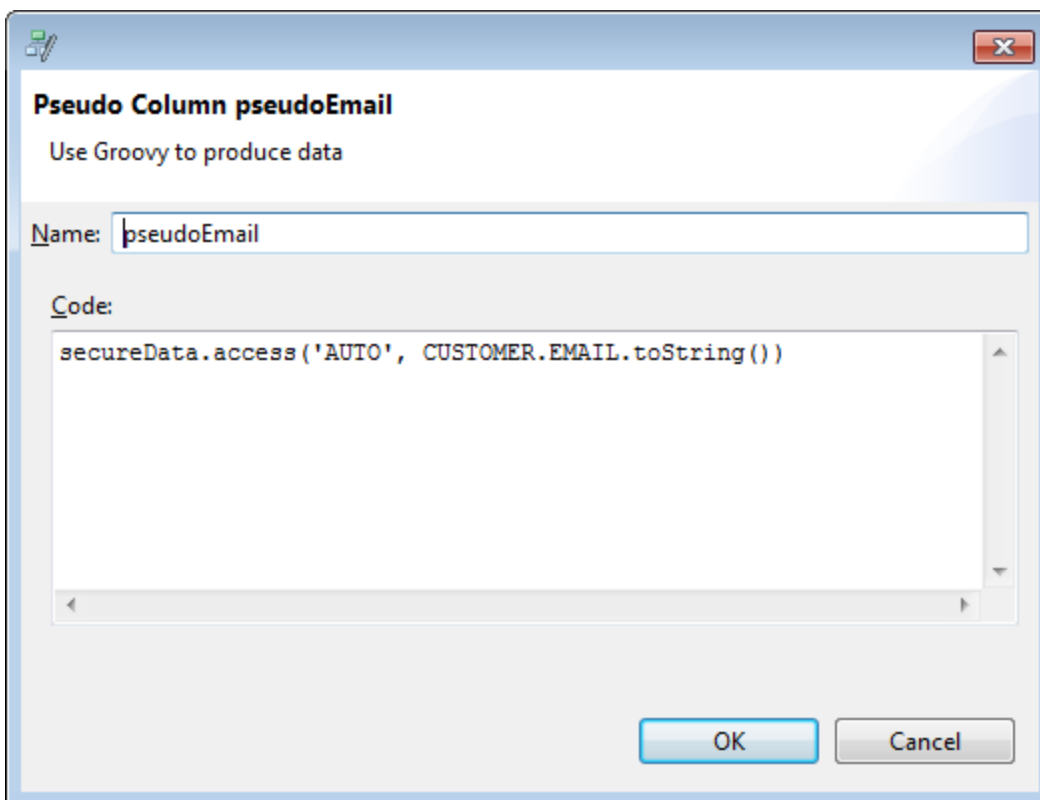 Pseudo Column pseudoEmail
Use Groovy to produce data
Name: pseudoEmail
Code:
secureData.access('AUTO', CUSTOMER.EMAIL.toString())
OK Cancel